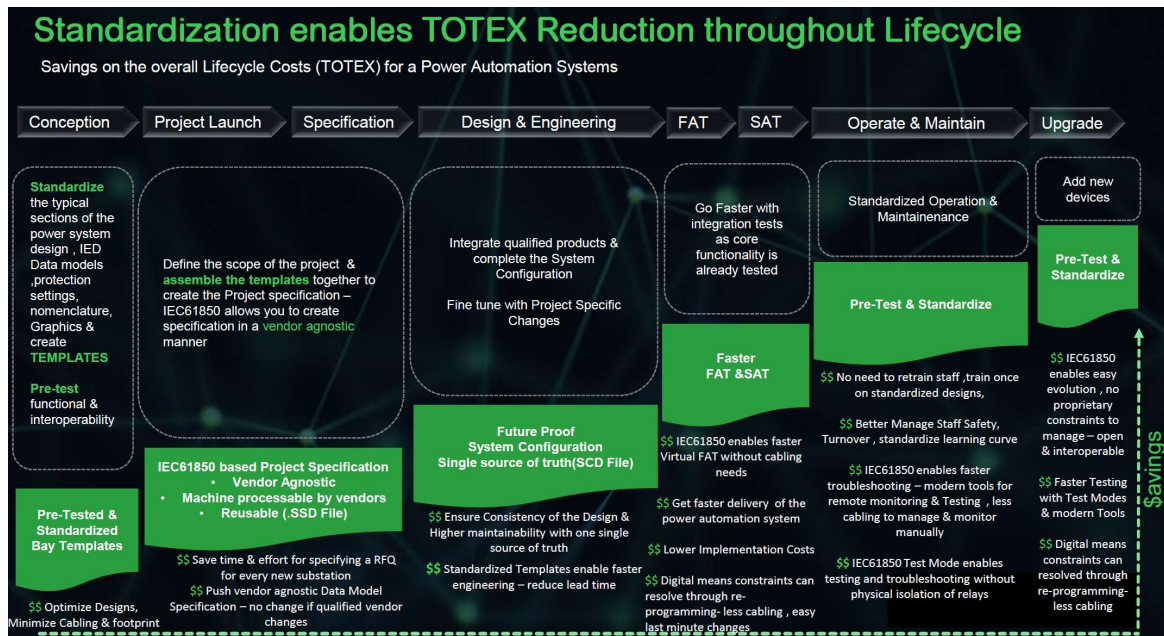 Standardization enables TOTEX Reduction throughout Lifecycle
Savings on the overall Lifecycle Costs (TOTEX) for a Power Automation Systems
Conception
Project Launch
Specification
Design & Engineering
FAT
SAT
Operate & Maintain
Upgrade
Standardize
the typical
sections of the
power system
design , IED
Data models
,protection
settings,
nomenclature,
Graphics &
create
TEMPLATES
Pre-test
functional &
interoperability
Pre-Tested &
Standardized
Bay Templates
$$ Optimize Designs,
Minimize Cabling & footprint
Define the scope of the project &
assemble the templates together to
create the Project specification –
IEC61850 allows you to create
specification in a vendor agnostic
manner
IEC61850 based Project Specification
• Vendor Agnostic
• Machine processable by vendors
• Reusable (.SSD File)
$$ Save time & effort for specifying a RFQ
for every new substation
$$ Push vendor agnostic Data Model
Specification – no change if qualified vendor
changes
Integrate qualified products &
complete the System
Configuration
Fine tune with Project Specific
Changes
Future Proof
System Configuration
Single source of truth(SCD File)
$$ Ensure Consistency of the Design &
Higher maintainability with one single
source of truth
$$ Standardized Templates enable faster
engineering – reduce lead time
Go Faster with
integration tests
as core
functionality is
already tested
Faster
FAT &SAT
$$ IEC61850 enables faster
Virtual FAT without cabling
needs
$$ Get faster delivery of the
power automation system
$$ Lower Implementation Costs
$$ Digital means constraints can
resolve through re-
programming- less cabling , easy
last minute changes
Standardized Operation &
Maintainenance
Pre-Test & Standardize
$$ No need to retrain staff ,train once
on standardized designs,
$$ Better Manage Staff Safety,
Turnover , standardize learning curve
$$ IEC61850 enables faster
troubleshooting – modern tools for
remote monitoring & Testing , less
cabling to manage & monitor
manually
$$ IEC61850 Test Mode enables
testing and troubleshooting without
physical isolation of relays
Add new
devices
Pre-Test &
Standardize
$$ IEC61850
enables easy
evolution , no
proprietary
constraints to
manage – open
& interoperable
$$ Faster Testing
with Test Modes
& modern Tools
$$ Digital means
constraints can
resolved through
re-programming-
less cabling
$avings